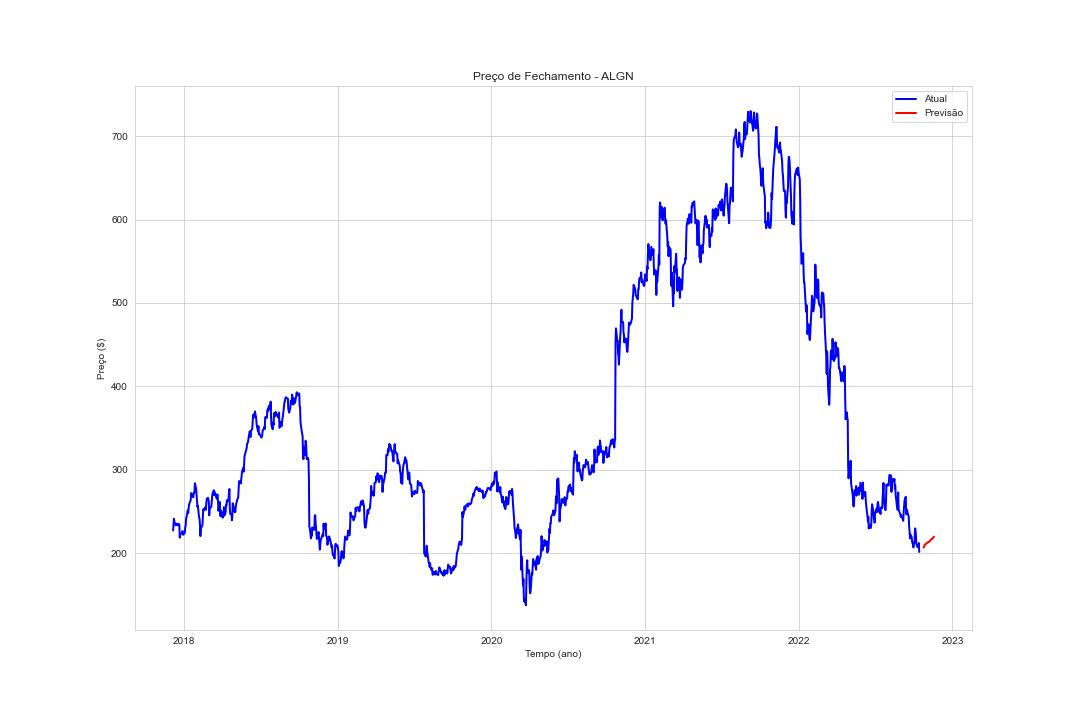 Preço de Fechamento - ALGN
Atual
Previsão
700
600
500
400
300
200
Preço ($)
2018 2019 2020 2021 2022 2023
Tempo (ano)